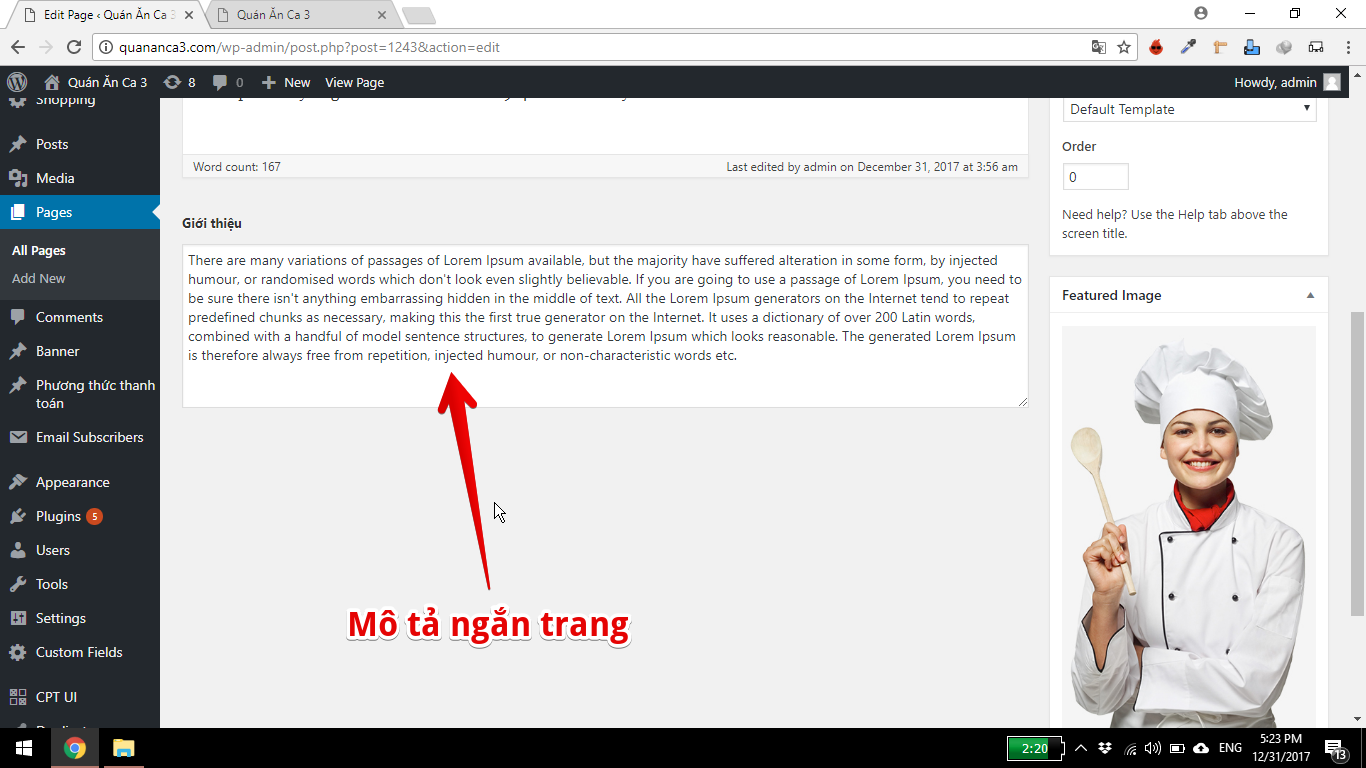 Edit Page ‹ Quán Ăn Ca 3
Quán Ăn Ca 3
quananca3.com/wp-admin/post.php?post=1243&action=edit
Quán Ăn Ca 3
8
0
New
View Page
Howdy, admin
Shopping
Posts
Media
Pages
All Pages
Add New
Comments
Banner
Phương thức thanh
toán
Email Subscribers
Appearance
Plugins 5
Users
Tools
Settings
Custom Fields
CPT UI
Word count: 167
Last edited by admin on December 31, 2017 at 3:56 am
Giới thiệu
There are many variations of passages of Lorem Ipsum available, but the majority have suffered alteration in some form, by injected
humour, or randomised words which don't look even slightly believable. If you are going to use a passage of Lorem Ipsum, you need to
be sure there isn't anything embarrassing hidden in the middle of text. All the Lorem Ipsum generators on the Internet tend to repeat
predefined chunks as necessary, making this the first true generator on the Internet. It uses a dictionary of over 200 Latin words,
combined with a handful of model sentence structures, to generate Lorem Ipsum which looks reasonable. The generated Lorem Ipsum
is therefore always free from repetition, injected humour, or non-characteristic words etc.
Mô tả ngắn trang
Default Template
Order
0
Need help? Use the Help tab above the
screen title.
Featured Image
2:20
ENG
5:23 PM
12/31/2017
13